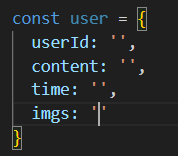 const user = {
  userId: '',
  content: '',
  time: '',
  imgs: ''
}